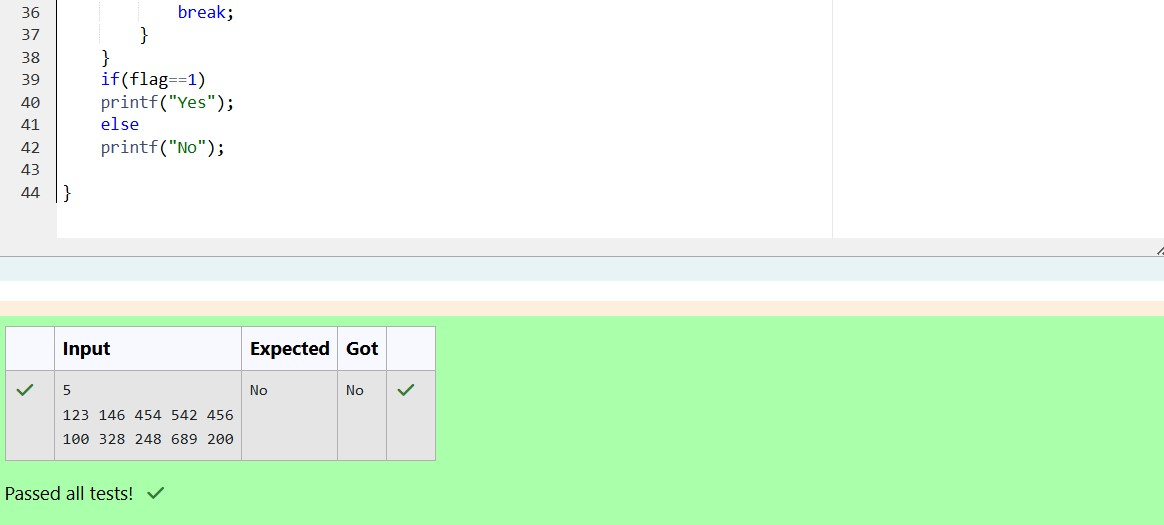 36 break;
37 }
38 }
39 if(flag==1)
40 printf("Yes");
41 else
42 printf("No");
43
44 }
Input Expected Got
5 No No
123 146 454 542 456
100 328 248 689 200
Passed all tests!